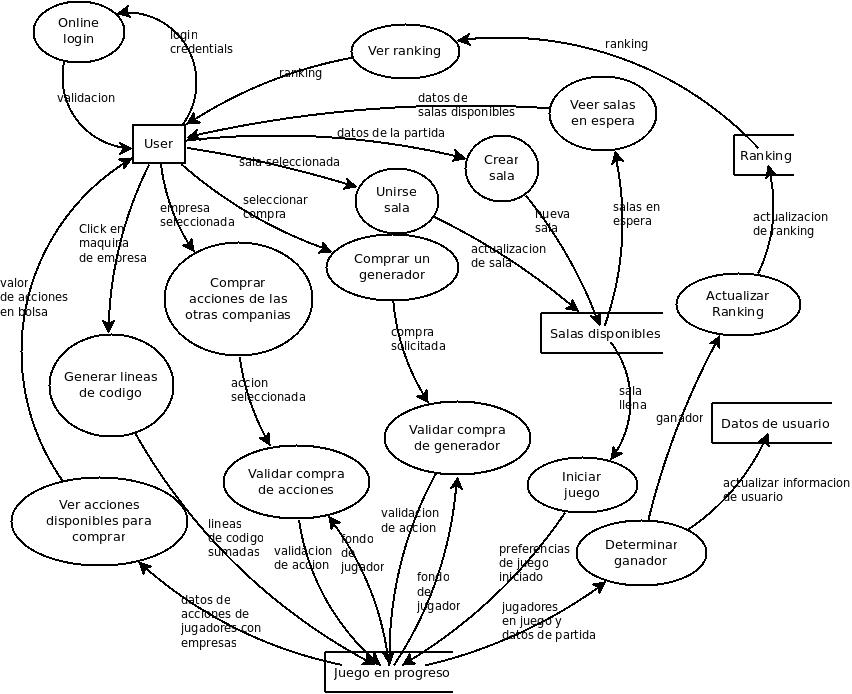 Online
login
login
credentials
validacion
Ver ranking
ranking
ranking
datos de
salas disponibles
Veer salas
en espera
User
datos de la partida
Crear
sala
Ranking
sala seleccionada
Unirse
sala
empresa
seleccionada
seleccionar
compra
nueva
sala
salas en
espera
actualizacion
de ranking
Click en
maquina
de empresa
actualizacion
de sala
Comprar un
generador
Comprar
acciones de las
otras companias
valor
de acciones
en bolsa
Actualizar
Ranking
Salas disponibles
compra
solicitada
Generar lineas
de codigo
accion
seleccionada
sala
llena
ganador
Datos de usuario
Validar compra
de generador
Validar compra
de acciones
Iniciar
juego
actualizar informacion
de usuario
Ver acciones
disponibles para
comprar
lineas
de codigo
sumadas
validacion
de accion
validacion
de accion
fondo
de
jugador
preferencias
de juego
iniciado
Determinar
ganador
fondo
de
jugador
datos de
acciones de
jugadores con
empresas
jugadores
en juego y
datos de partida
Juego en progreso